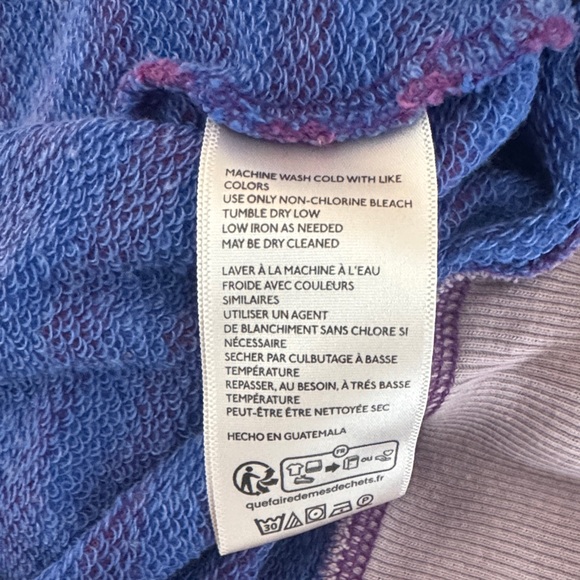 MACHINE WASH COLD WITH LIKE
COLORS
USE ONLY NON-CHLORINE BLEACH
TUMBLE DRY LOW
LOW IRON AS NEEDED
MAY BE DRY CLEANED
LAVER À LA MACHINE À L'EAU
FROIDE AVEC COULEURS
SIMILAIRES
UTILISER UN AGENT
DE BLANCHIMENT SANS CHLORE SI
NÉCESSAIRE
SECHER PAR CULBUTAGE À BASSE
TEMPÉRATURE
REPASSER, AU BESOIN, À TRÉS BASSE
TEMPÉRATURE
PEUT-ÊTRE ÊTRE NETTOYÉE SEC
HECHO EN GUATEMALA
FR
OU
quefairedemesdechets.fr
30 P